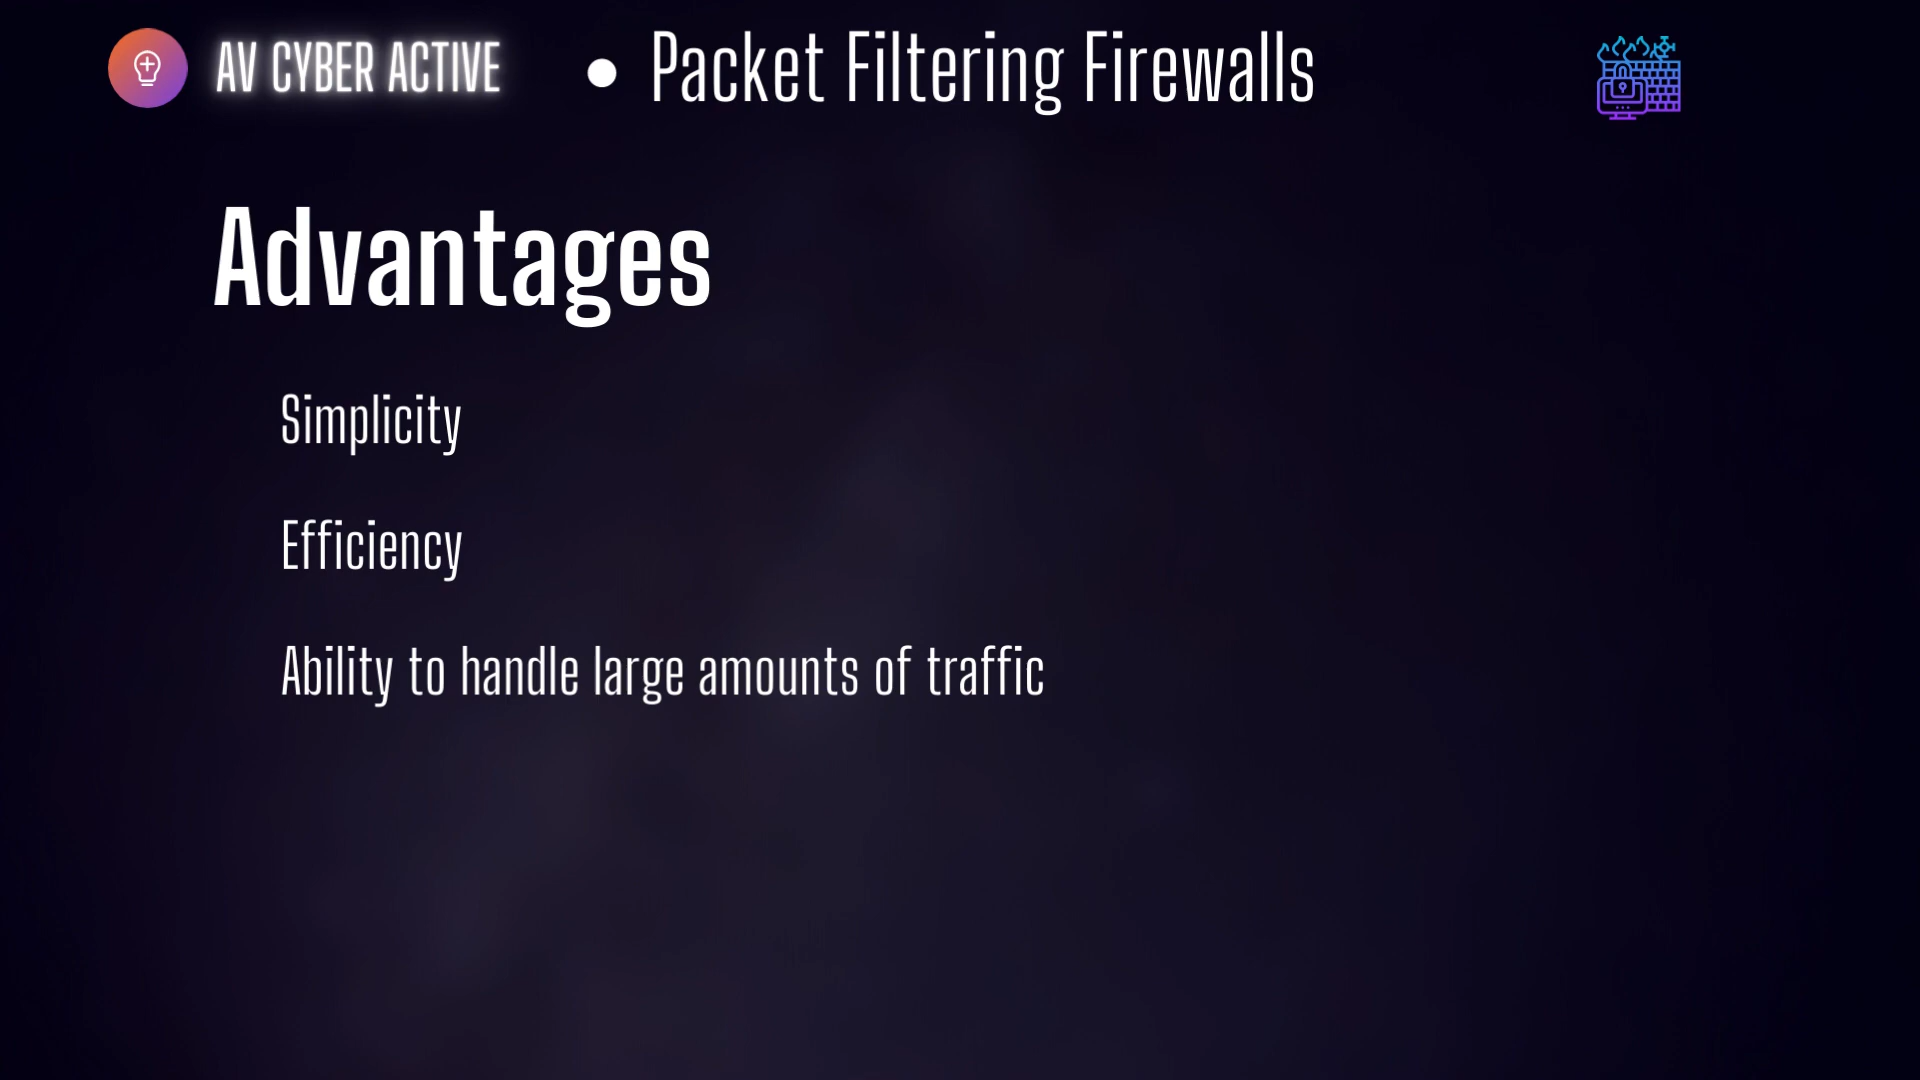 AV CYBER ACTIVE
• Packet Filtering Firewalls
Advantages
Simplicity
Efficiency
Ability to handle large amounts of traffic